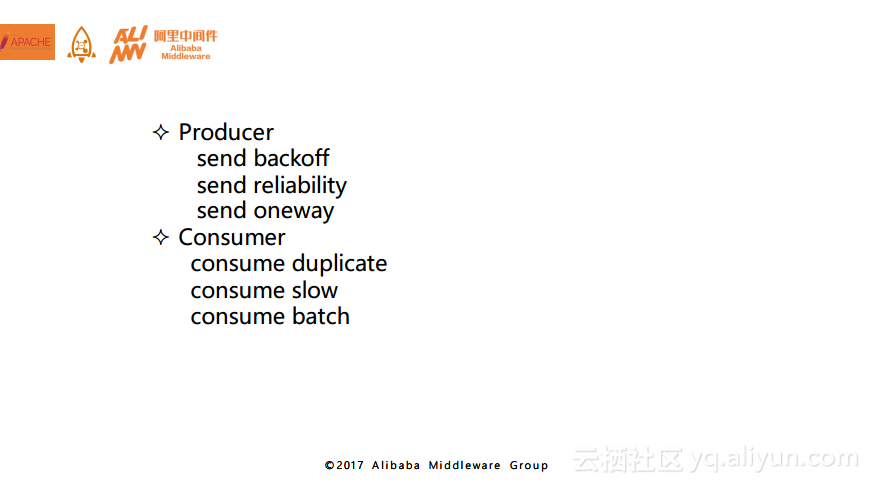 APACHE
ALI
阿里中间件
Alibaba
Middleware
✧ Producer
send backoff
send reliability
send oneway
✧ Consumer
consume duplicate
consume slow
consume batch
©2017 Alibaba Middleware Group
云栖社区 yq.aliyun.com